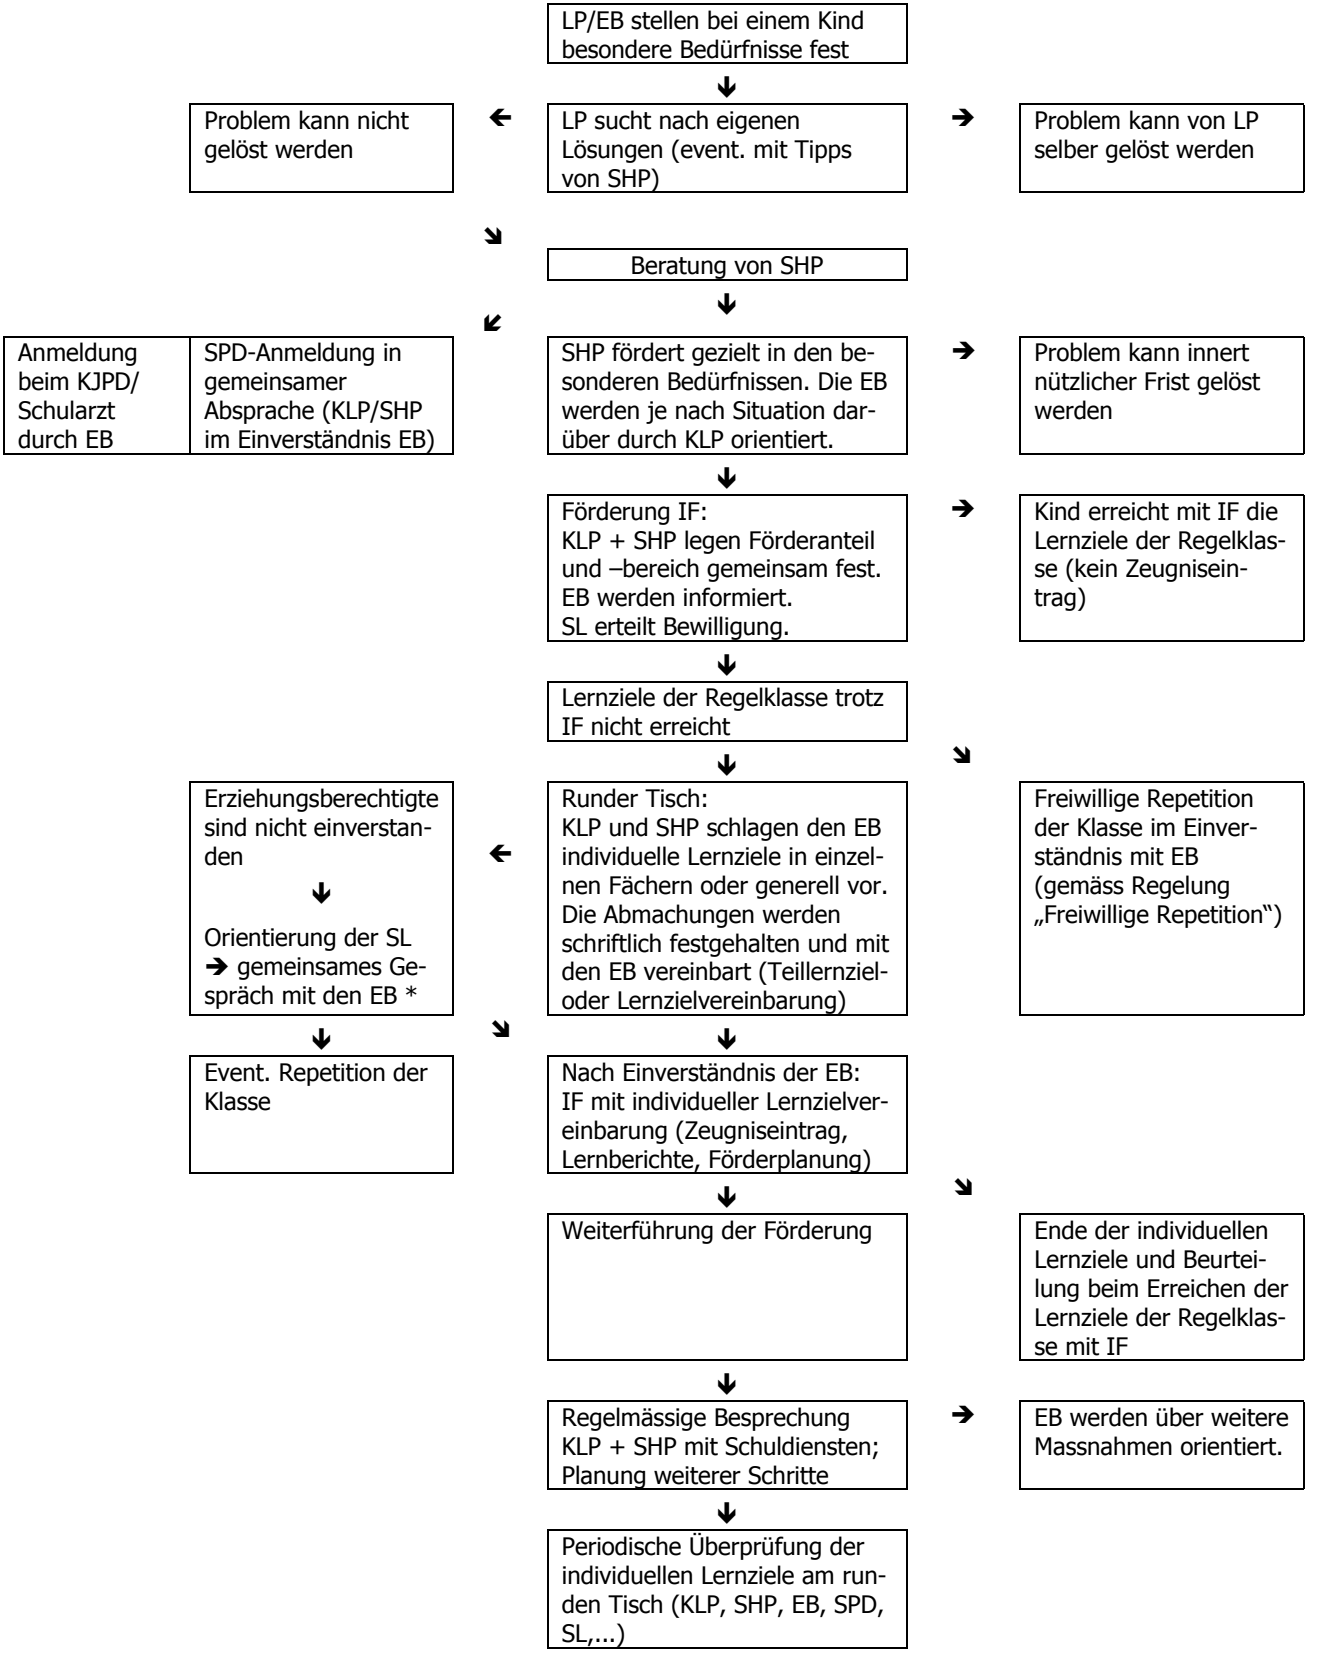 LP/EB stellen bei einem Kind
besondere Bedürfnisse fest
Problem kann nicht
gelöst werden
LP sucht nach eigenen
Lösungen (event. mit Tipps
von SHP)
Problem kann von LP
selber gelöst werden
Beratung von SHP
Anmeldung
beim KJPD/
Schularzt
durch EB
SPD-Anmeldung in
gemeinsamer
Absprache (KLP/SHP
im Einverständnis EB)
SHP fördert gezielt in den be-
sonderen Bedürfnissen. Die EB
werden je nach Situation dar-
über durch KLP orientiert.
Problem kann innert
nützlicher Frist gelöst
werden
Förderung IF:
KLP + SHP legen Förderanteil
und –bereich gemeinsam fest.
EB werden informiert.
SL erteilt Bewilligung.
Kind erreicht mit IF die
Lernziele der Regelklas-
se (kein Zeugnisein-
trag)
Lernziele der Regelklasse trotz
IF nicht erreicht
Erziehungsberechtigte
sind nicht einverstan-
den
Orientierung der SL
➔ gemeinsames Ge-
spräch mit den EB *
Runder Tisch:
KLP und SHP schlagen den EB
individuelle Lernziele in einzel-
nen Fächern oder generell vor.
Die Abmachungen werden
schriftlich festgehalten und mit
den EB vereinbart (Teillernziel-
oder Lernzielvereinbarung)
Freiwillige Repetition
der Klasse im Einver-
ständnis mit EB
(gemäss Regelung
„Freiwillige Repetition“)
Event. Repetition der
Klasse
Nach Einverständnis der EB:
IF mit individueller Lernzielver-
einbarung (Zeugniseintrag,
Lernberichte, Förderplanung)
Weiterführung der Förderung
Ende der individuellen
Lernziele und Beurtei-
lung beim Erreichen der
Lernziele der Regelklas-
se mit IF
Regelmässige Besprechung
KLP + SHP mit Schuldiensten;
Planung weiterer Schritte
EB werden über weitere
Massnahmen orientiert.
Periodische Überprüfung der
individuellen Lernziele am run-
den Tisch (KLP, SHP, EB, SPD,
SL,...)